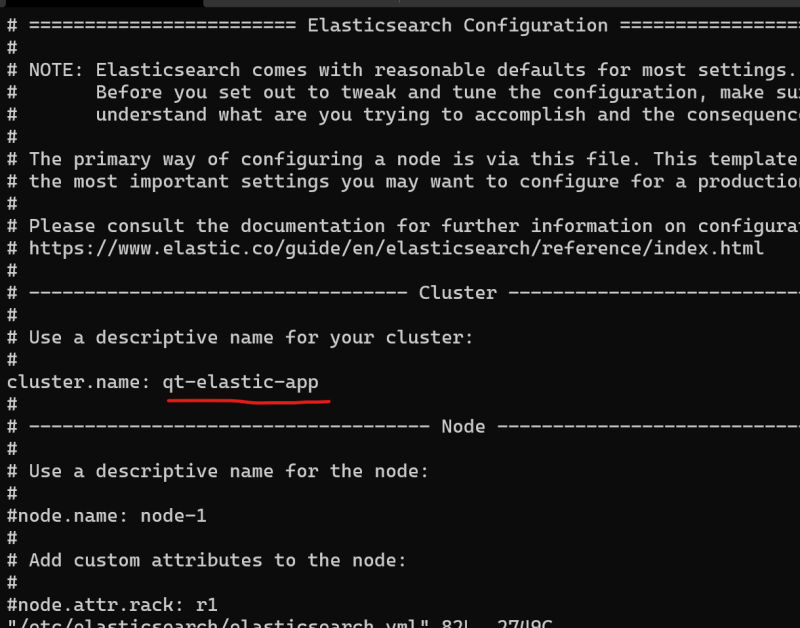 # ======================== Elasticsearch Configuration ================
#
# NOTE: Elasticsearch comes with reasonable defaults for most settings.
#       Before you set out to tweak and tune the configuration, make
#       understand what are you trying to accomplish and the
#
# The primary way of configuring a node is via this file. This template
# the most important settings you may want to configure for a
#
# Please consult the documentation for further information on
# https://www.elastic.co/guide/en/elasticsearch/reference/index.html
#
# ---------------------------------- Cluster --------------------------
#
# Use a descriptive name for your cluster:
#
cluster.name: qt-elastic-app
#
# ------------------------------------ Node ---------------------------
#
# Use a descriptive name for the node:
#
#node.name: node-1
#
# Add custom attributes to the node:
#
#node.attr.rack: r1
"/etc/elasticsearch/elasticsearch.yml" 82L, 2749C